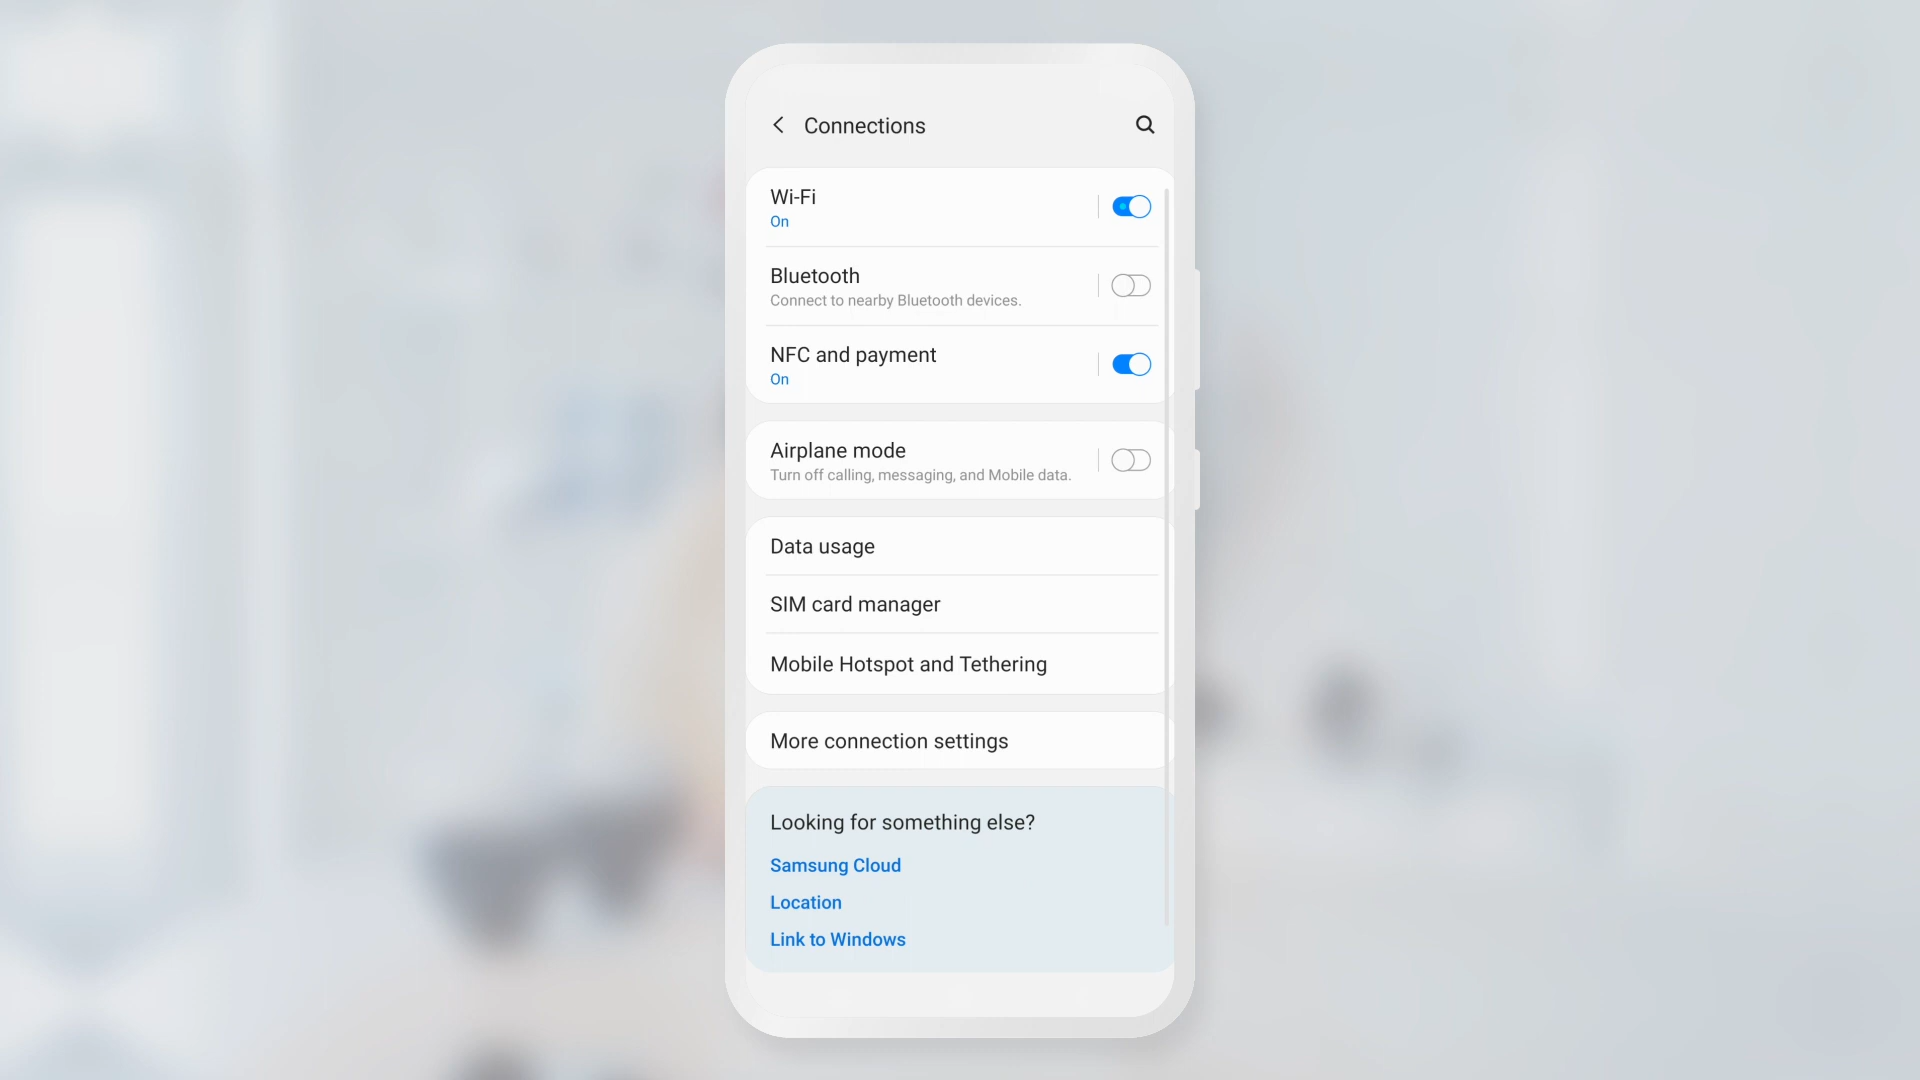 Connections
Wi-Fi
On
Bluetooth
Connect to nearby Bluetooth devices.
NFC and payment
On
Airplane mode
Turn off calling, messaging, and Mobile data.
Data usage
SIM card manager
Mobile Hotspot and Tethering
More connection settings
Looking for something else?
Samsung Cloud
Location
Link to Windows